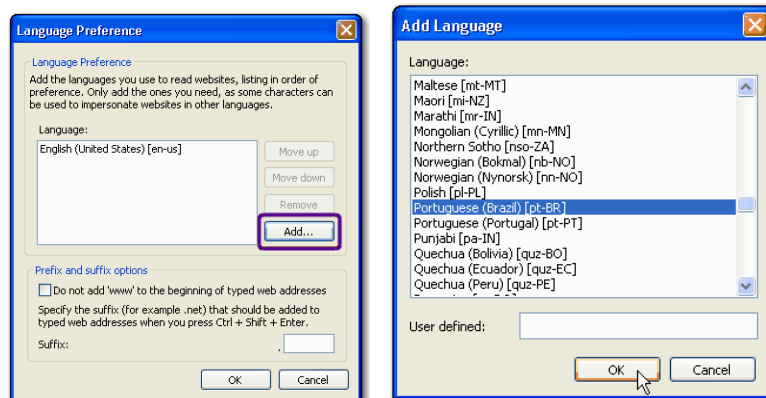 Language Preference
Language Preference
Add the languages you use to read websites, listing in order of
preference. Only add the ones you need, as some characters can
be used to impersonate websites in other languages.
Language:
English (United States) [en-us]
Move up
Move down
Remove
Add...
Prefix and suffix options
Do not add 'www' to the beginning of typed web addresses
Specify the suffix (for example .net) that should be added to
typed web addresses when you press Ctrl + Shift + Enter.
Suffix:
.
OK
Cancel
Add Language
Language:
Maltese [mt-MT]
Maori [mi-NZ]
Marathi [mr-IN]
Mongolian (Cyrillic) [mn-MN]
Northern Sotho [nso-ZA]
Norwegian (Bokmal) [nb-NO]
Norwegian (Nynorsk) [nn-NO]
Polish [pl-PL]
Portuguese (Brazil) [pt-BR]
Portuguese (Portugal) [pt-PT]
Punjabi [pa-IN]
Quechua (Bolivia) [quz-BO]
Quechua (Ecuador) [quz-EC]
Quechua (Peru) [quz-PE]
User defined:
OK
Cancel